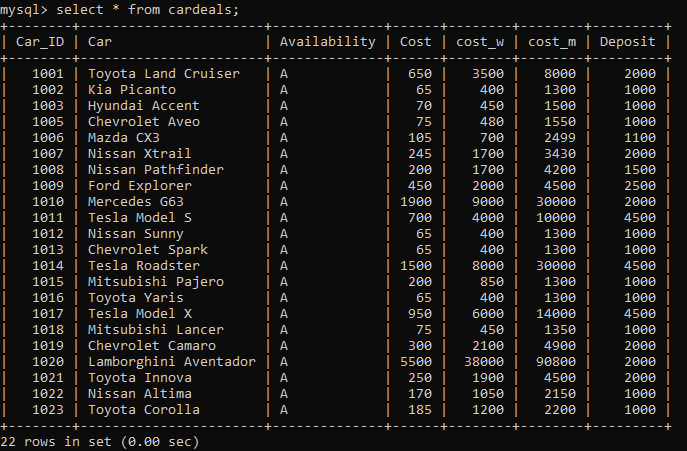 mysql> select * from cardeals;
+--------+----------------------+--------------+------+--------+--------+---------+
| Car_ID | Car                  | Availability | Cost | cost_w | cost_m | Deposit |
+--------+----------------------+--------------+------+--------+--------+---------+
|   1001 | Toyota Land Cruiser  | A            |  650 |   3500 |   8000 |    2000 |
|   1002 | Kia Picanto          | A            |   65 |    400 |   1300 |    1000 |
|   1003 | Hyundai Accent       | A            |   70 |    450 |   1500 |    1000 |
|   1005 | Chevrolet Aveo       | A            |   75 |    480 |   1550 |    1000 |
|   1006 | Mazda CX3            | A            |  105 |    700 |   2499 |    1100 |
|   1007 | Nissan Xtrail        | A            |  245 |   1700 |   3430 |    2000 |
|   1008 | Nissan Pathfinder    | A            |  200 |   1700 |   4200 |    1500 |
|   1009 | Ford Explorer        | A            |  450 |   2000 |   4500 |    2500 |
|   1010 | Mercedes G63         | A            | 1900 |   9000 |  30000 |    2000 |
|   1011 | Tesla Model S        | A            |  700 |   4000 |  10000 |    4500 |
|   1012 | Nissan Sunny         | A            |   65 |    400 |   1300 |    1000 |
|   1013 | Chevrolet Spark      | A            |   65 |    400 |   1300 |    1000 |
|   1014 | Tesla Roadster       | A            | 1500 |   8000 |  30000 |    4500 |
|   1015 | Mitsubishi Pajero    | A            |  200 |    850 |   1300 |    1000 |
|   1016 | Toyota Yaris         | A            |   65 |    400 |   1300 |    1000 |
|   1017 | Tesla Model X        | A            |  950 |   6000 |  14000 |    4500 |
|   1018 | Mitsubishi Lancer    | A            |   75 |    450 |   1350 |    1000 |
|   1019 | Chevrolet Camaro     | A            |  300 |   2100 |   4900 |    2000 |
|   1020 | Lamborghini Aventador | A            | 5500 |  38000 |  90800 |    2000 |
|   1021 | Toyota Innova        | A            |  250 |   1900 |   4500 |    2000 |
|   1022 | Nissan Altima        | A            |  170 |   1050 |   2150 |    1000 |
|   1023 | Toyota Corolla       | A            |  185 |   1200 |   2200 |    1000 |
+--------+----------------------+--------------+------+--------+--------+---------+
22 rows in set (0.00 sec)